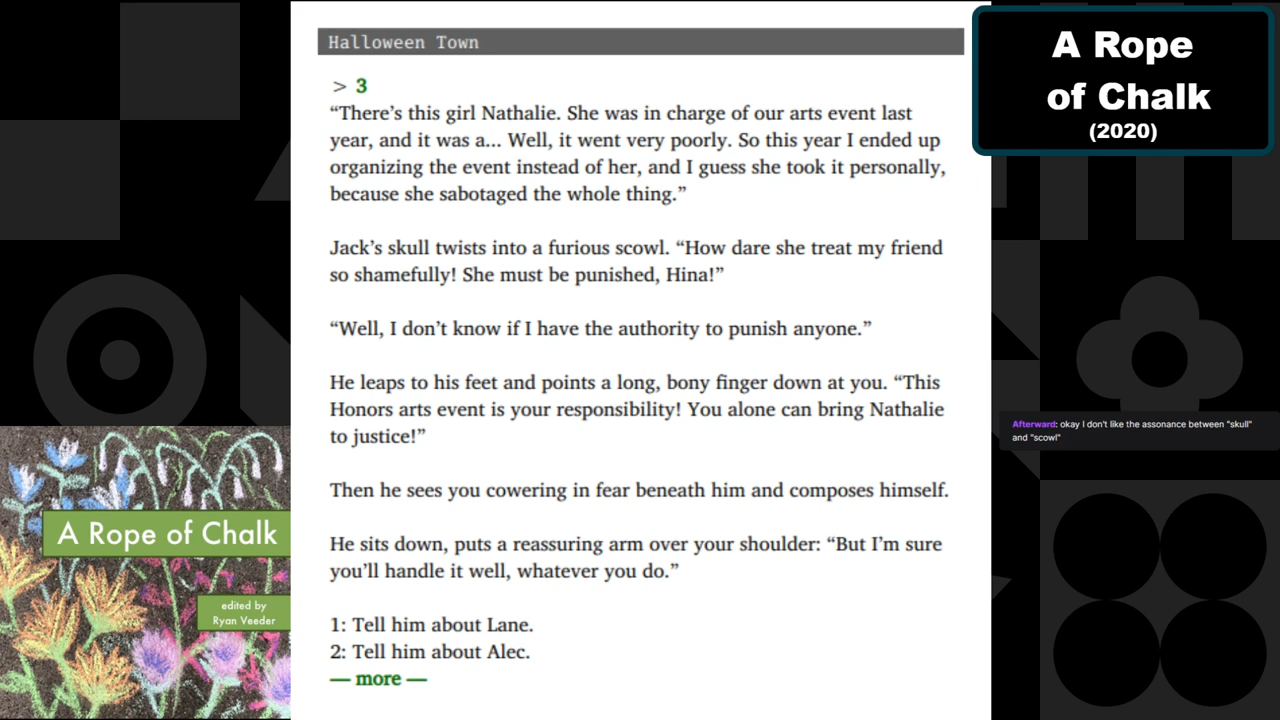 Halloween Town
> 3
“There’s this girl Nathalie. She was in charge of our arts event last
year, and it was a... Well, it went very poorly. So this year I ended up
organizing the event instead of her, and I guess she took it personally,
because she sabotaged the whole thing.”
Jack’s skull twists into a furious scowl. “How dare she treat my friend
so shamefully! She must be punished, Hina!”
“Well, I don’t know if I have the authority to punish anyone.”
He leaps to his feet and points a long, bony finger down at you. “This
Honors arts event is your responsibility! You alone can bring Nathalie
to justice!”
Then he sees you cowering in fear beneath him and composes himself.
He sits down, puts a reassuring arm over your shoulder: “But I’m sure
you’ll handle it well, whatever you do.”
1: Tell him about Lane.
2: Tell him about Alec.
— more —
A Rope
of Chalk
(2020)
Afterward: okay I don't like the assonance between "skull"
and "scowl"
A Rope of Chalk
edited by
Ryan Veeder